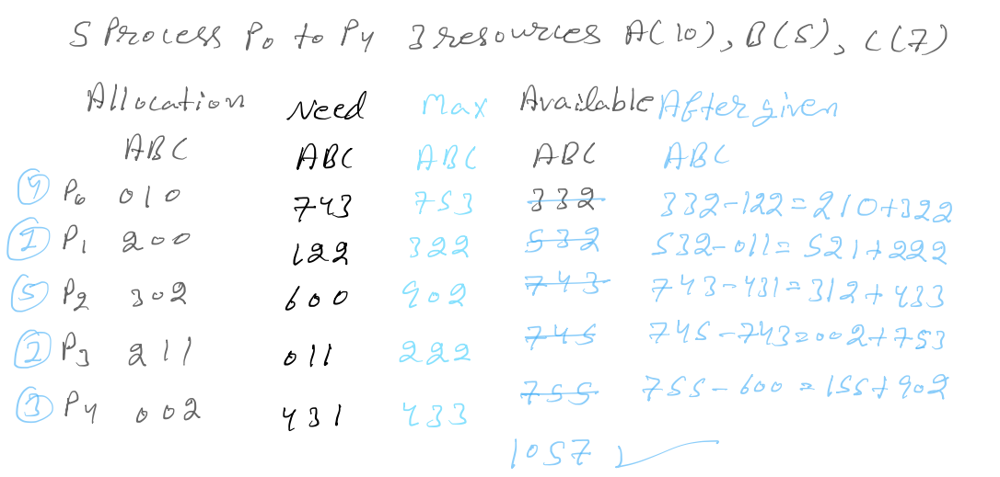 5 Process P0 to P4 3 resources A(10), B(5), C(7)
Allocation Need Max Available After given
ABC ABC ABC ABC ABC
④ P0 010 743 753 332 332-122=210+322
① P1 200 122 322 532 532-011=521+222
⑤ P2 302 600 902 743 743-431=312+433
② P3 211 011 222 745 745-743=002+753
③ P4 002 431 433 755 755-600=155+902
1057 ✓